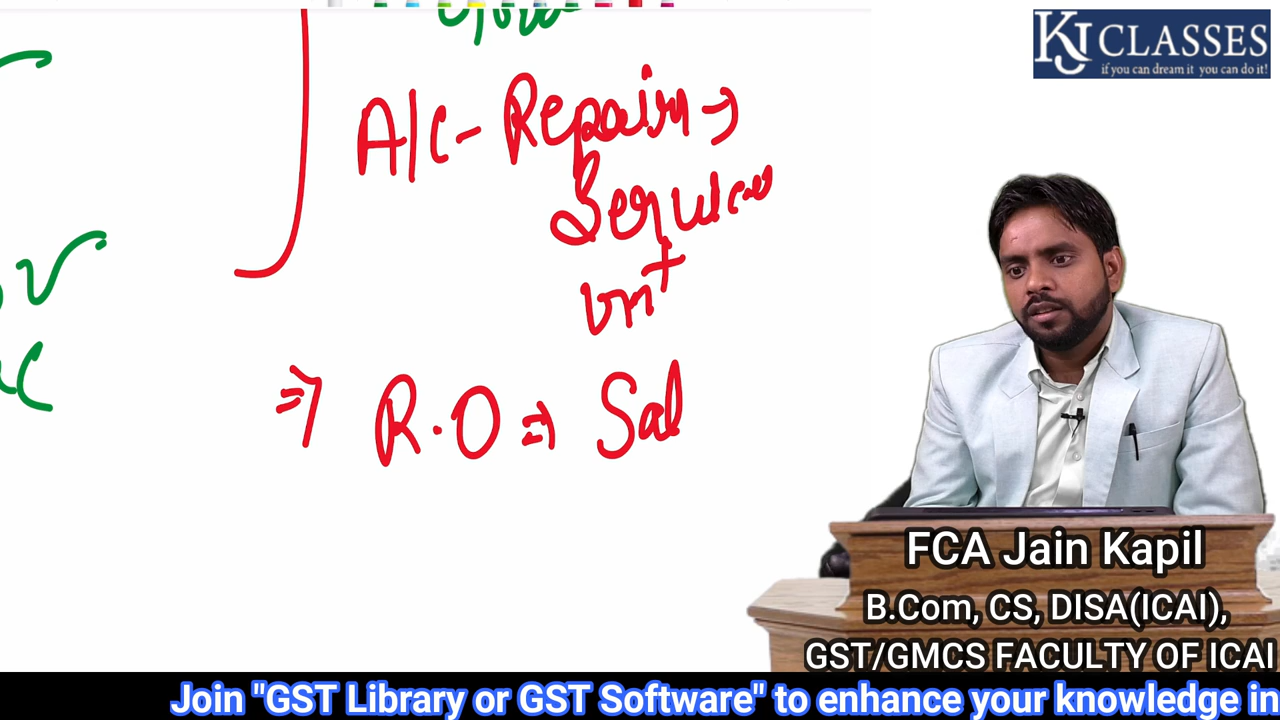 KJ CLASSES
if you can dream it you can do it!
A/C - Repair →
Service
⇒ R.O ⇒ Sal
FCA Jain Kapil
B.Com, CS, DISA(ICAI),
GST/GMCS FACULTY OF ICAI
Join "GST Library or GST Software" to enhance your knowledge in